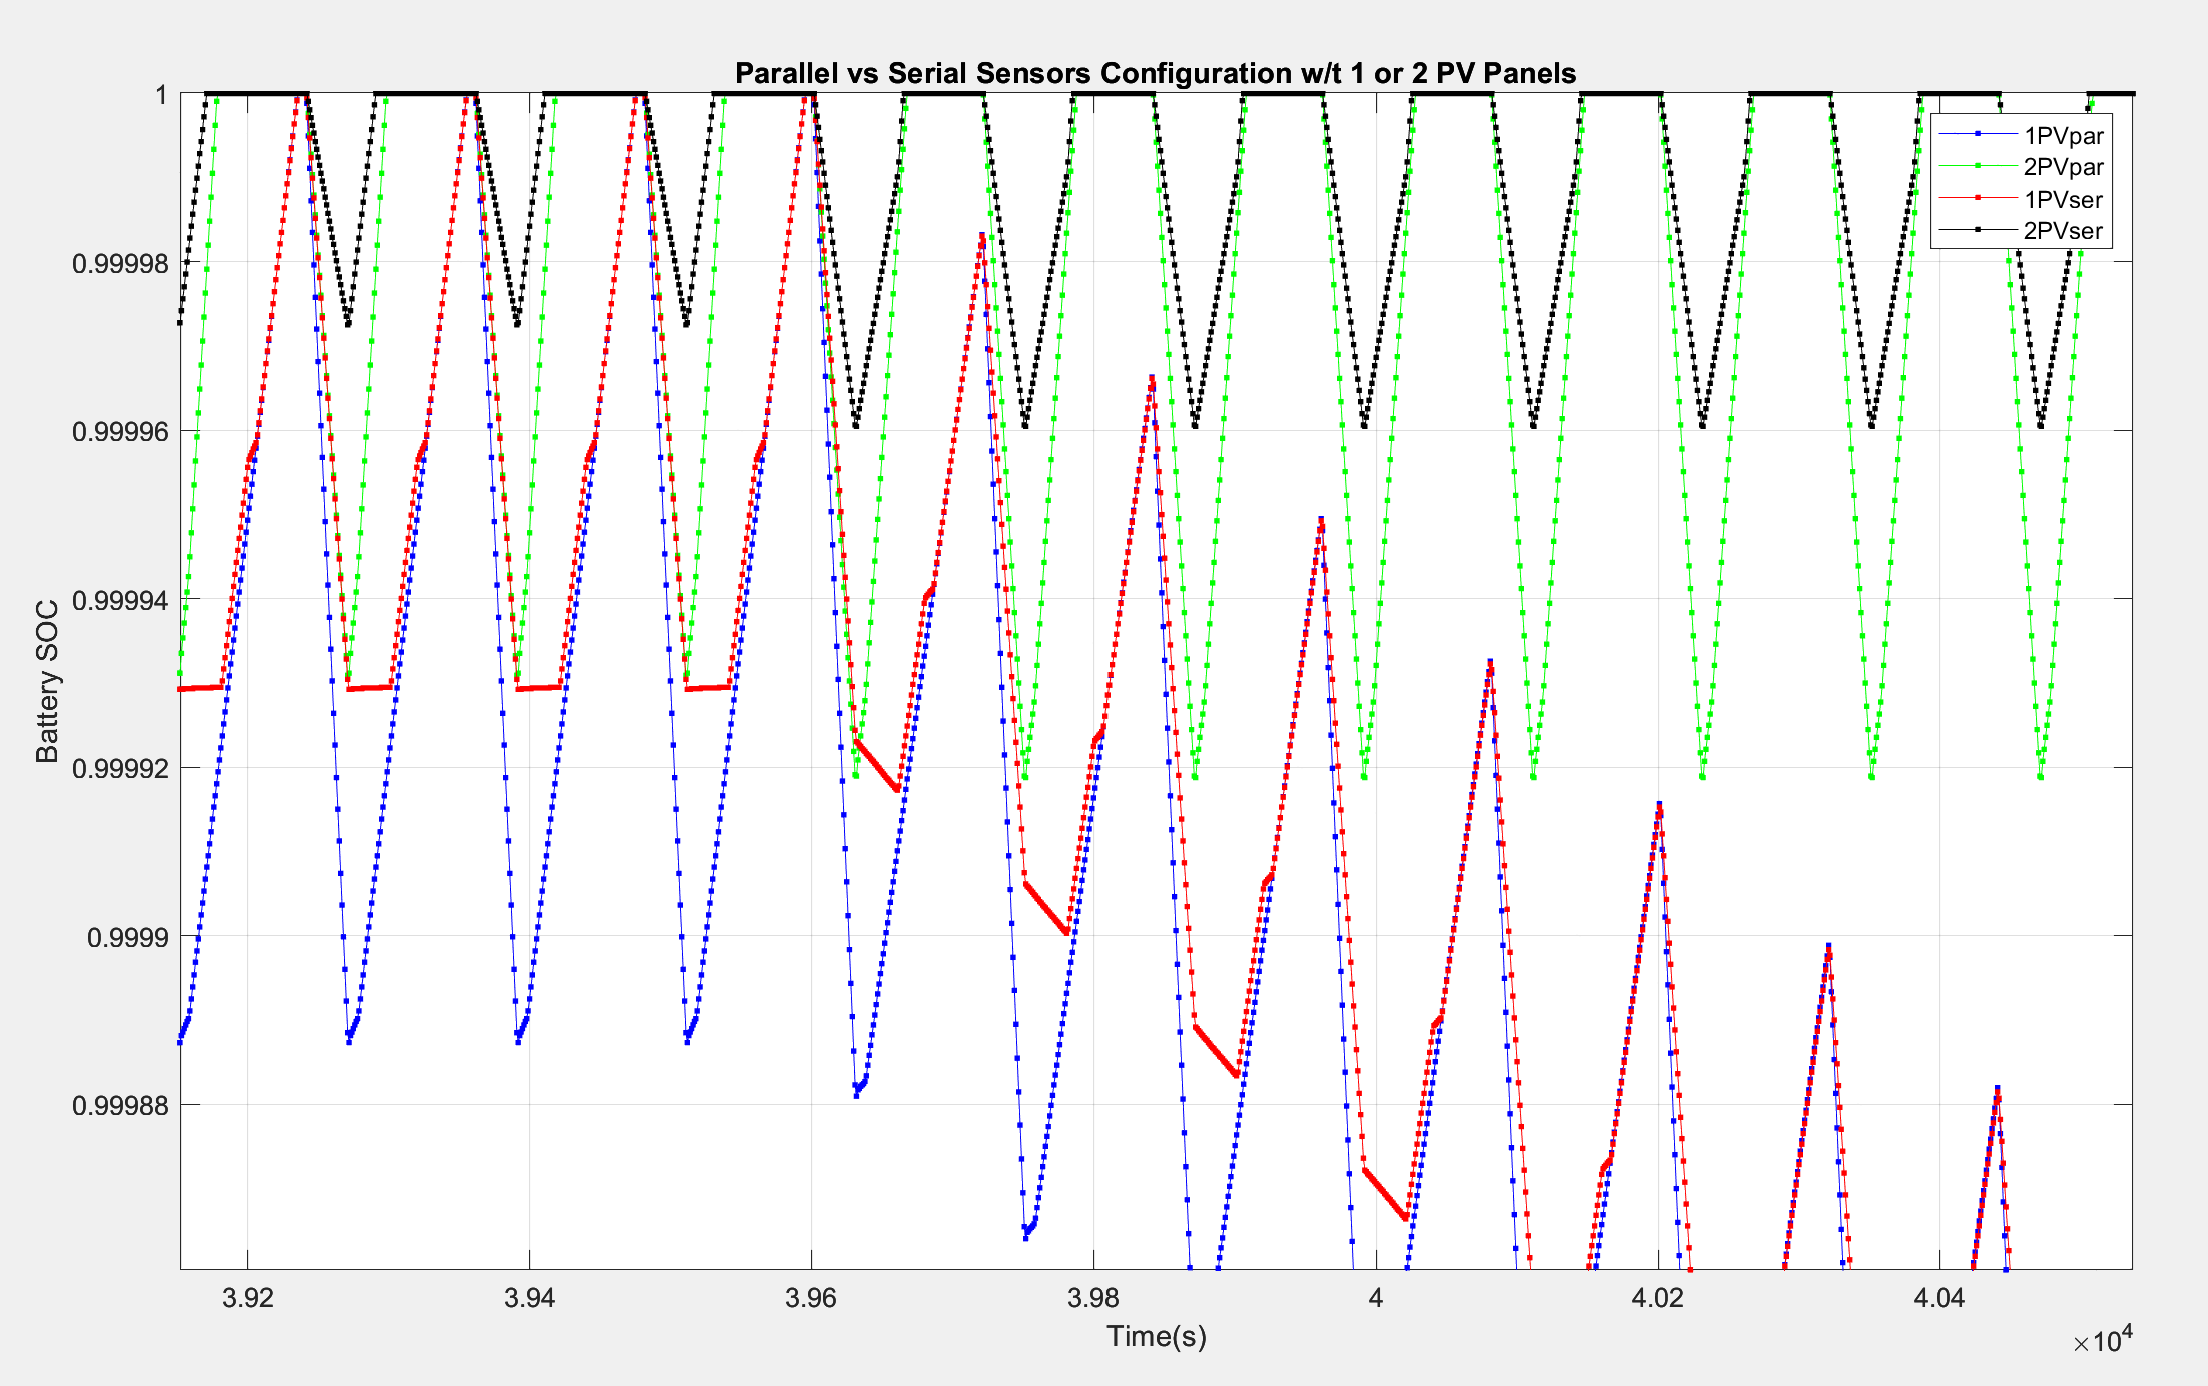 Parallel vs Serial Sensors Configuration w/t 1 or 2 PV Panels
1
0.99998
0.99996
0.99994
0.99992
0.9999
0.99988
Battery SOC
1PVpar
2PVpar
1PVser
2PVser
3.92 3.94 3.96 3.98 4 4.02 4.04
Time(s)
×10⁴